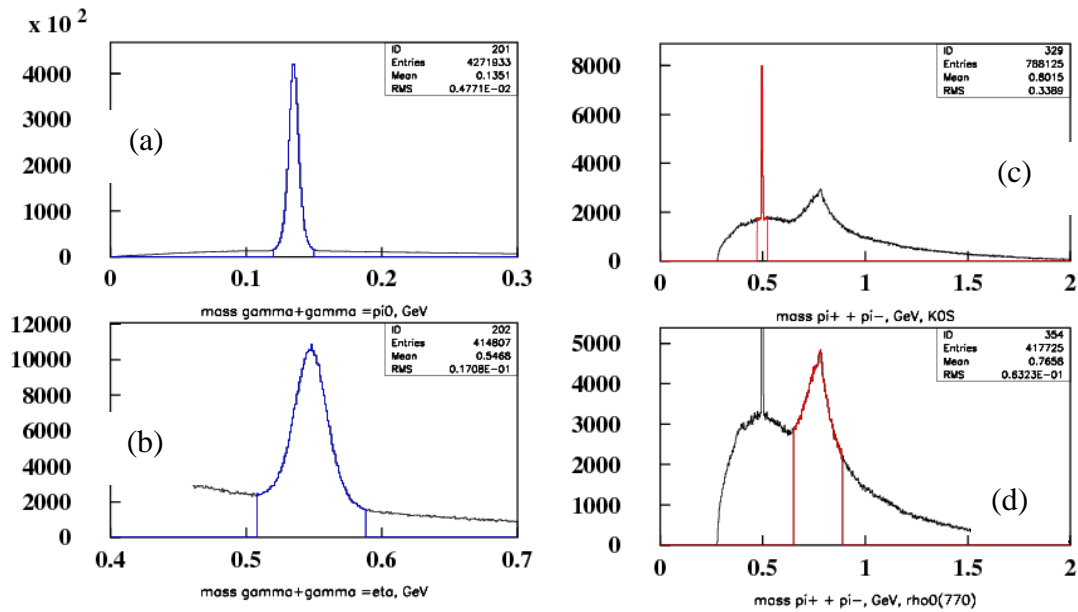 x 10 2
4000
3000
2000
1000
0
0 0.1 0.2 0.3
(a)
ID 201
Entries 4271933
Mean 0.1351
RMS 0.4771E-02
mass gamma+gamma =pi0, GeV
12000
10000
8000
6000
4000
2000
0
0.4 0.5 0.6 0.7
(b)
ID 202
Entries 414807
Mean 0.5468
RMS 0.1708E-01
mass gamma+gamma =eta, GeV
8000
6000
4000
2000
0
0 0.5 1 1.5 2
(c)
ID 329
Entries 788125
Mean 0.8015
RMS 0.3389
mass pi+ + pi-, GeV, K0S
5000
4000
3000
2000
1000
0
0 0.5 1 1.5 2
(d)
ID 354
Entries 417725
Mean 0.7658
RMS 0.6323E-01
mass pi+ + pi-, GeV, rho0(770)